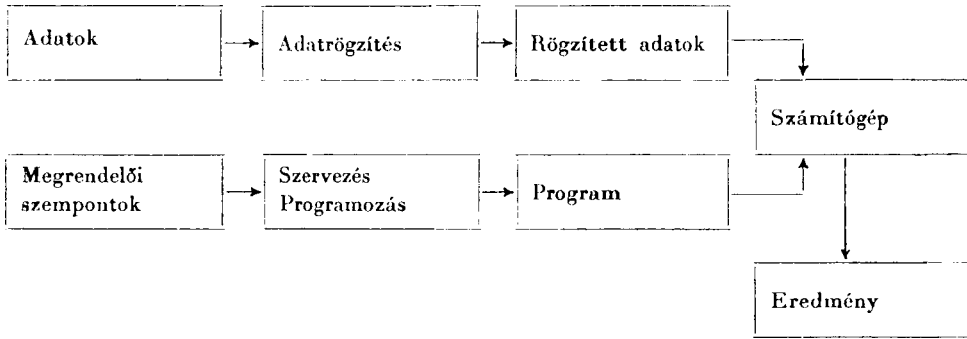 Adatok
Adatrögzítés
Rögzített adatok
Számítógép
Megrendelői
szempontok
Szervezés
Programozás
Program
Eredmény